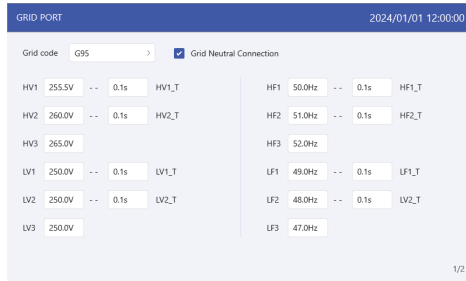 GRID PORT 2024/01/01 12:00:00
Grid code G95 > Grid Neutral Connection
HV1 255.5V -- 0.1s HV1_T HF1 50.0Hz -- 0.1s HF1_T
HV2 260.0V -- 0.1s HV2_T HF2 51.0Hz -- 0.1s HF2_T
HV3 265.0V HF3 52.0Hz
LV1 250.0V -- 0.1s LV1_T LF1 49.0Hz -- 0.1s LF1_T
LV2 250.0V -- 0.1s LV2_T LF2 48.0Hz -- 0.1s LV2_T
LV3 250.0V LF3 47.0Hz
1/2